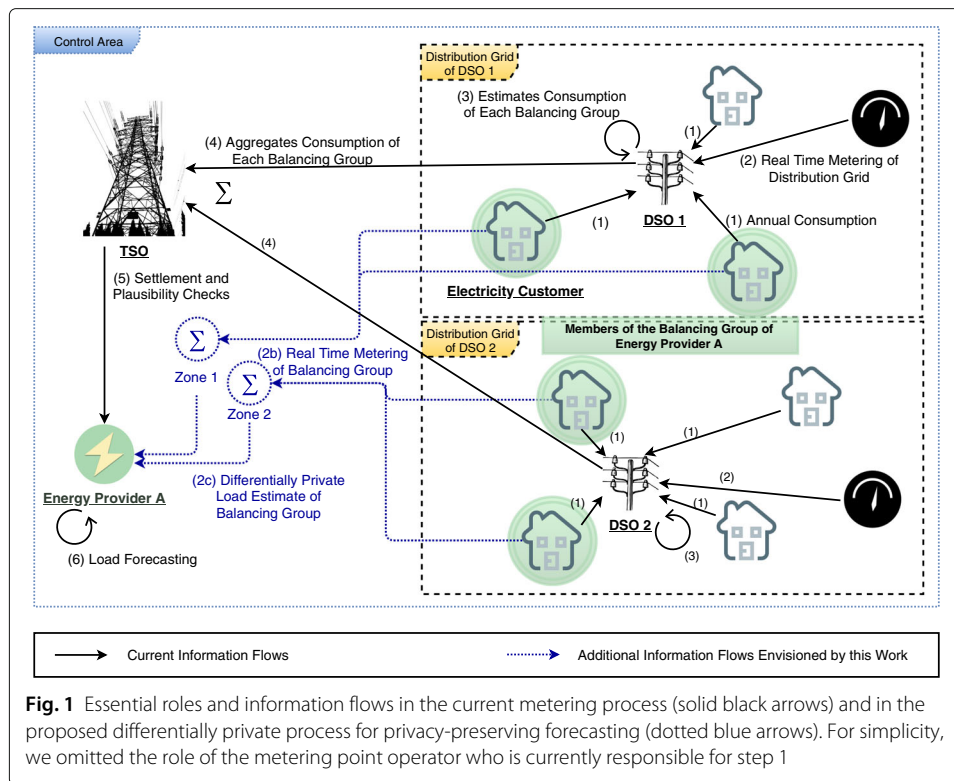 Control Area
Distribution Grid
of DSO 1
(3) Estimates Consumption
of Each Balancing Group
(1)
(4) Aggregates Consumption of
Each Balancing Group
(2) Real Time Metering of
Distribution Grid
Σ
DSO 1
(1)
(1) Annual Consumption
TSO
(4)
(5) Settlement and
Plausibility Checks
Electricity Customer
Distribution Grid
of DSO 2
Members of the Balancing Group of
Energy Provider A
Σ
Zone 1
(2b) Real Time Metering
of Balancing Group
Σ
Zone 2
(1)
(1)
(2)
(2c) Differentially Private
Load Estimate of
Balancing Group
Energy Provider A
(1)
(1)
DSO 2
(3)
(6) Load Forecasting
Current Information Flows
Additional Information Flows Envisioned by this Work
Fig. 1 Essential roles and information flows in the current metering process (solid black arrows) and in the
proposed differentially private process for privacy-preserving forecasting (dotted blue arrows). For simplicity,
we omitted the role of the metering point operator who is currently responsible for step 1